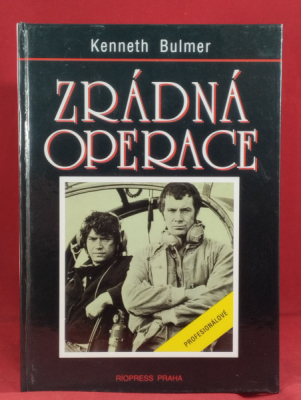 Kenneth Bulmer
ZRÁDNÁ
OPERACE
PROFESIONÁLOVÉ
RIOPRESS PRAHA